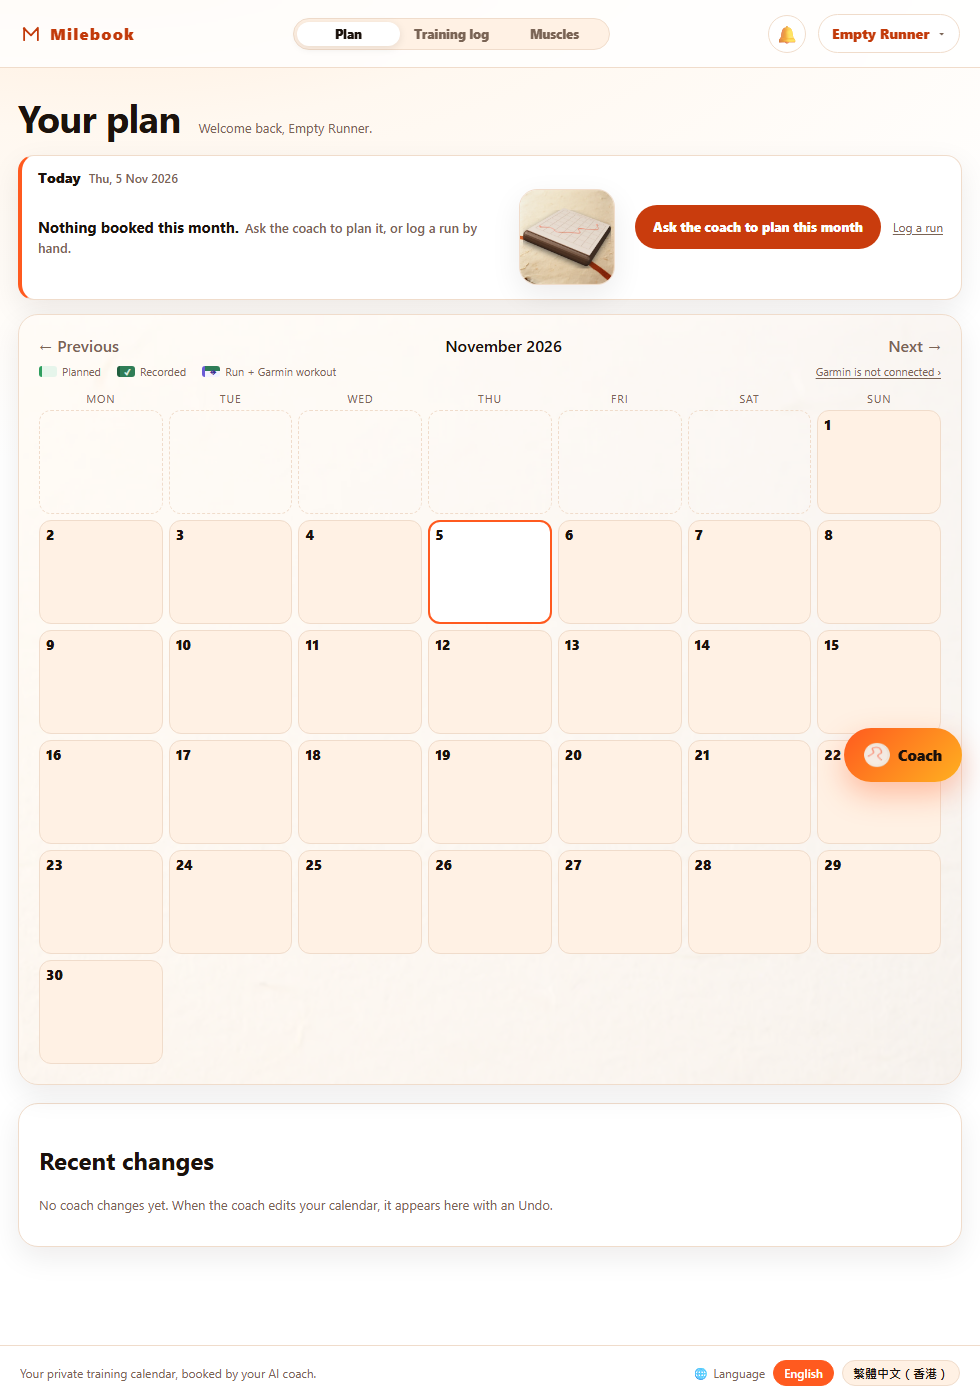 Milebook
Plan
Training log
Muscles
Empty Runner
Your plan
Welcome back, Empty Runner.
Today Thu, 5 Nov 2026
Nothing booked this month. Ask the coach to plan it, or log a run by
hand.
Ask the coach to plan this month
Log a run
← Previous
November 2026
Next →
Planned
Recorded
Run + Garmin workout
Garmin is not connected ›
MON TUE WED THU FRI SAT SUN
1
2 3 4 5 6 7 8
9 10 11 12 13 14 15
16 17 18 19 20 21 22
Coach
23 24 25 26 27 28 29
30
Recent changes
No coach changes yet. When the coach edits your calendar, it appears here with an Undo.
Your private training calendar, booked by your AI coach.
Language
English
繁體中文（香港）